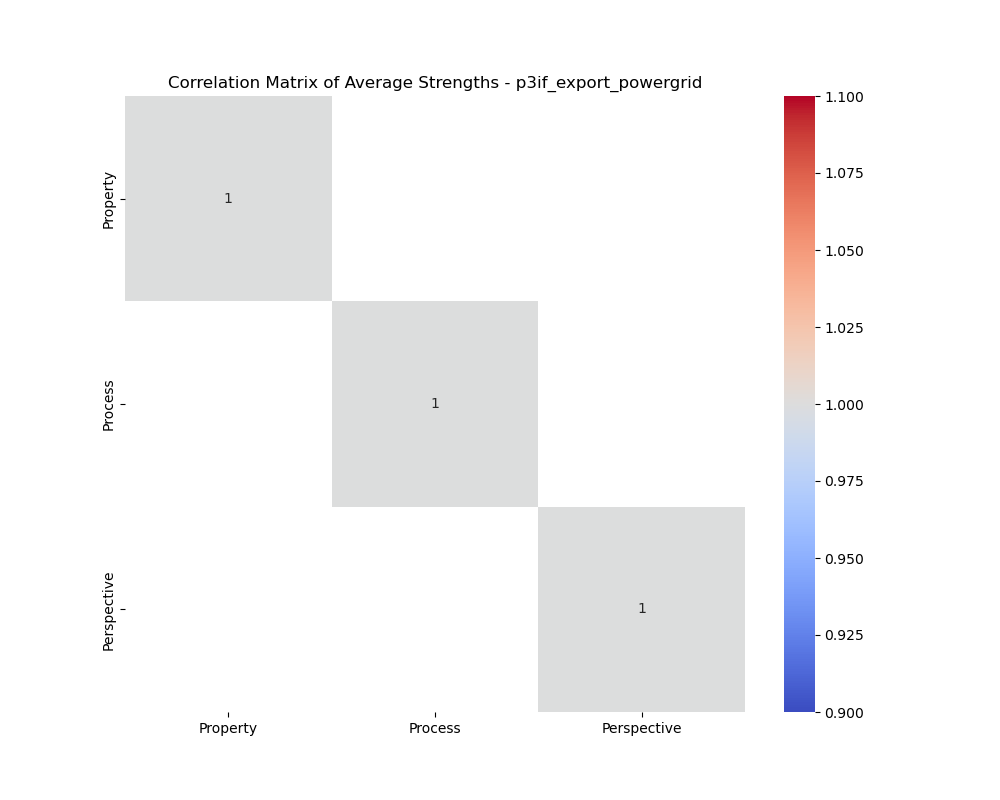 Correlation Matrix of Average Strengths - p3if_export_powergrid
Property
1
Process
1
Perspective
1
Property
Process
Perspective
1.100
1.075
1.050
1.025
1.000
0.975
0.950
0.925
0.900